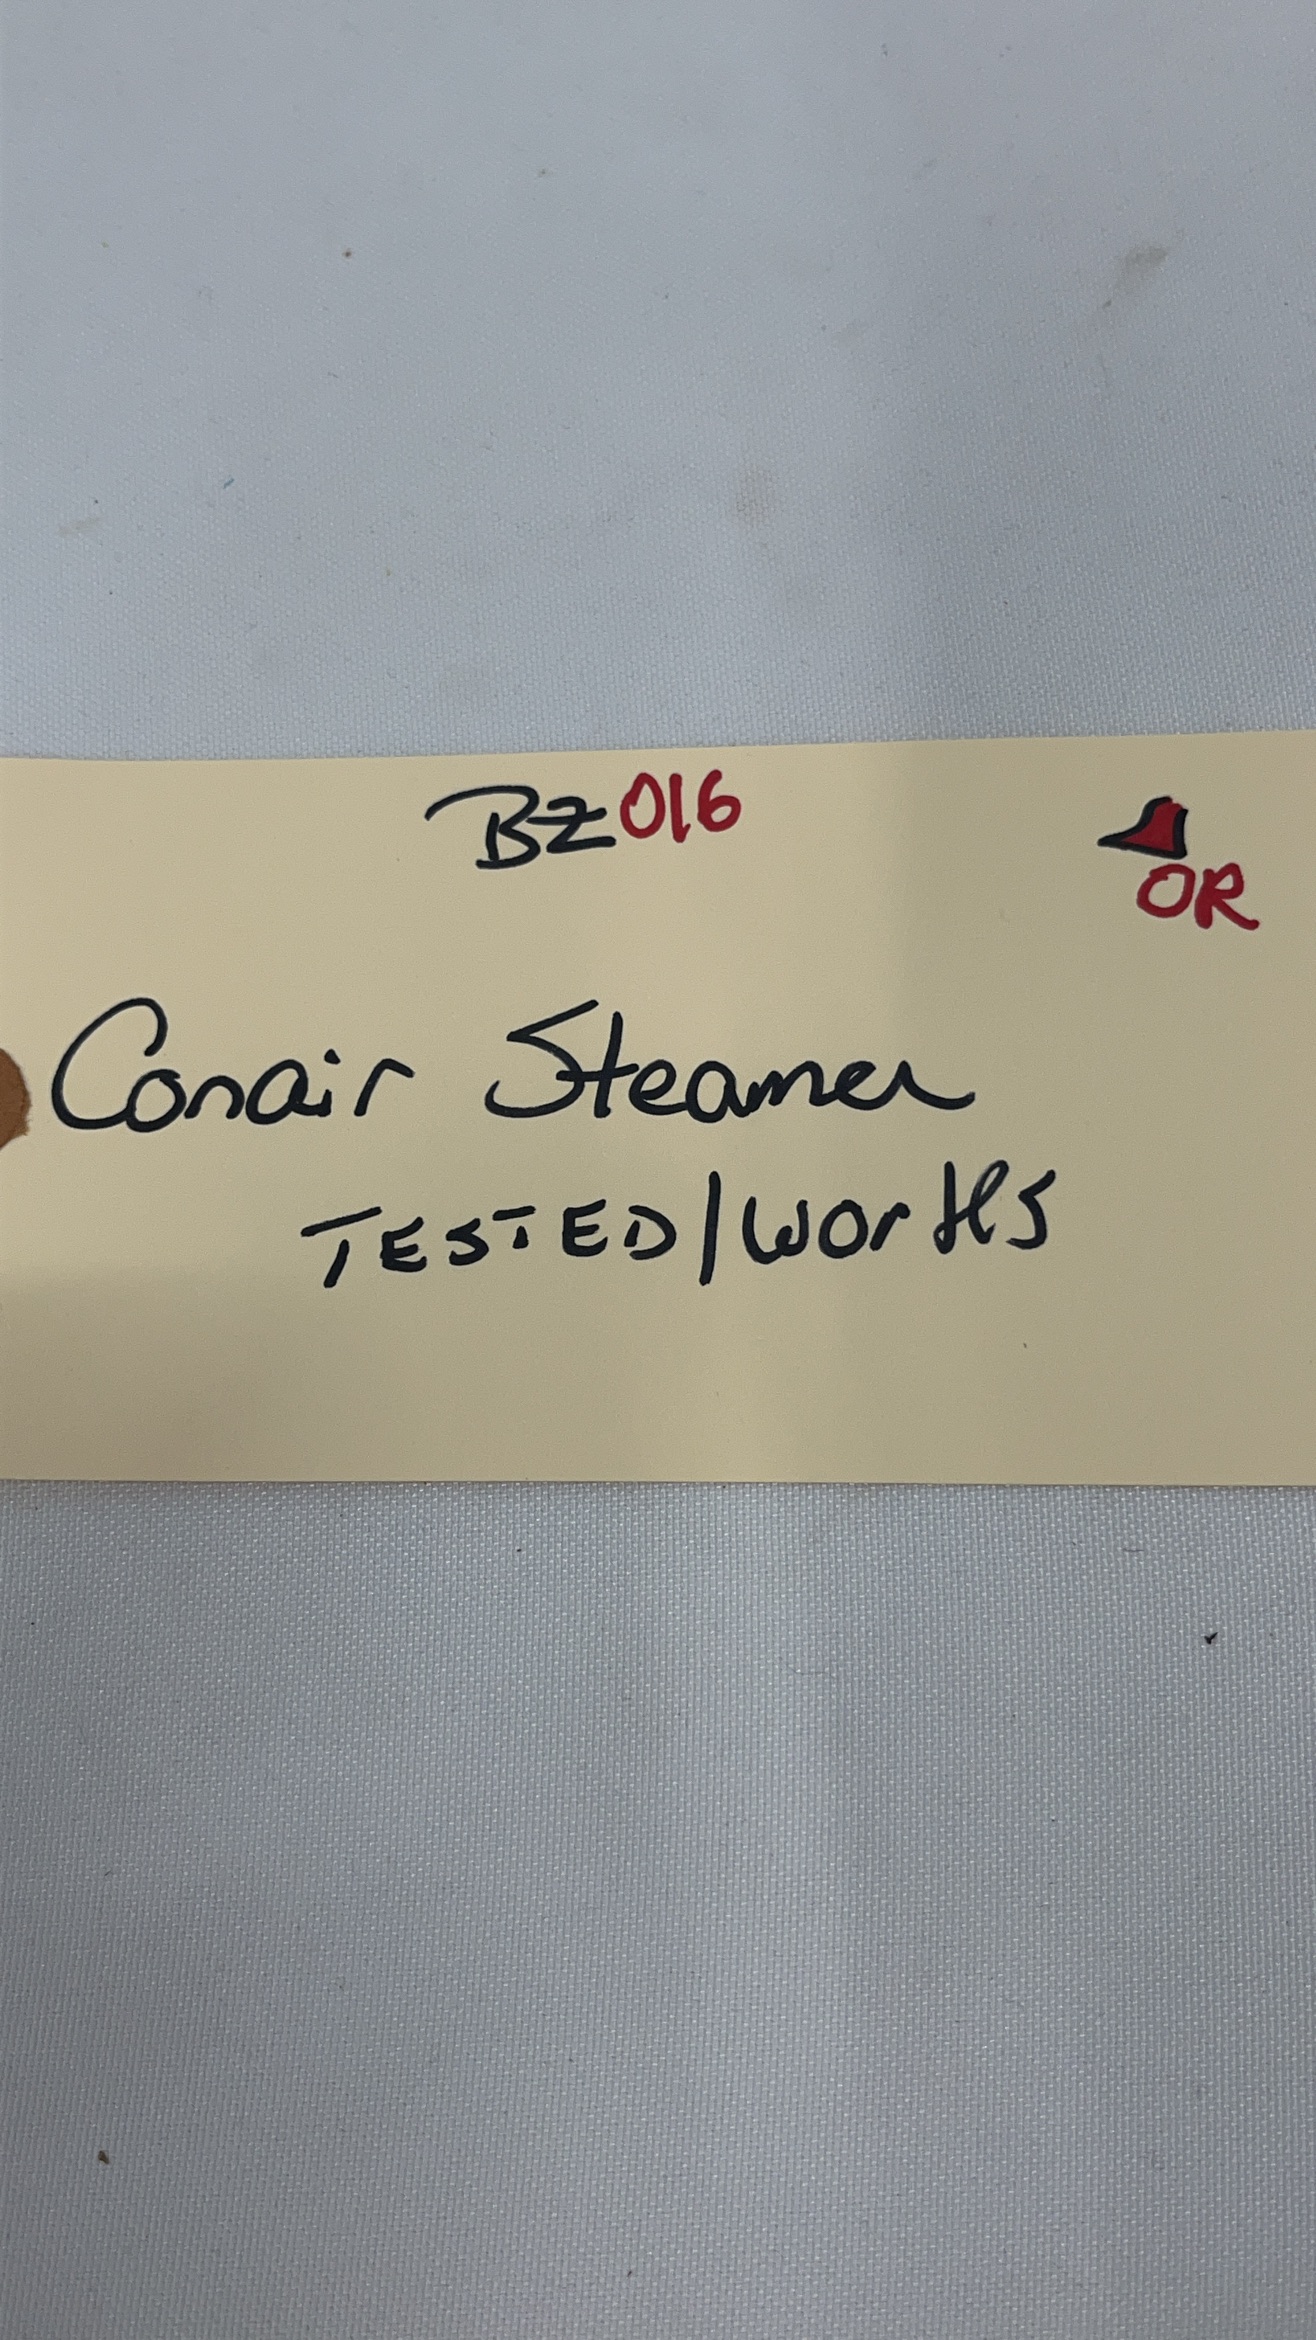 BZ016
OR
Conair Steamer
TESTED/works